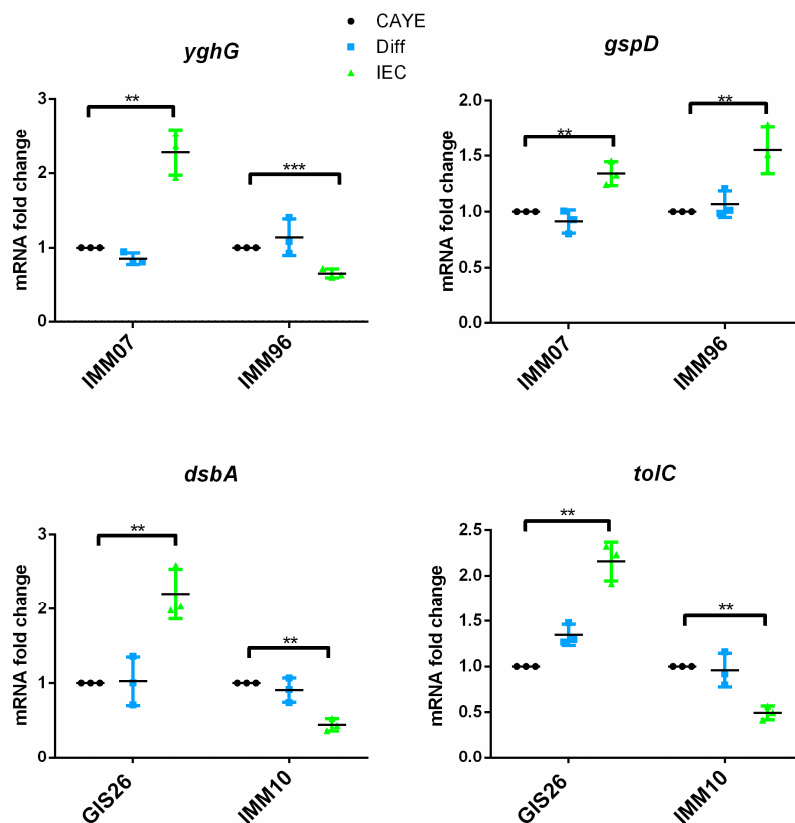 CAYE
Diff
IEC
yghG
mRNA fold change
3
2
1
0
**
***
IMM07
IMM96
gspD
mRNA fold change
2.0
1.5
1.0
0.5
0.0
**
**
IMM07
IMM96
dsbA
mRNA fold change
3
2
1
0
**
**
GIS26
IMM10
tolC
mRNA fold change
2.5
2.0
1.5
1.0
0.5
0.0
**
**
GIS26
IMM10